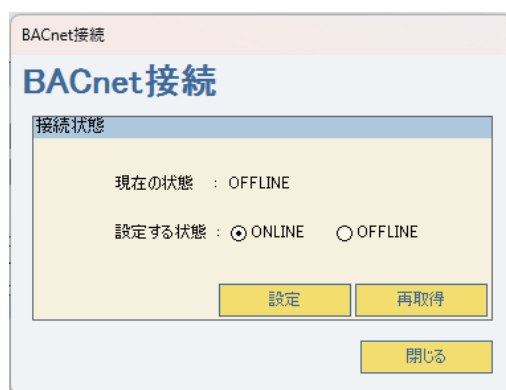 BACnet接続
BACnet接続
接続状態
現在の状態 : OFFLINE
設定する状態 : ONLINE OFFLINE
設定 再取得
閉じる